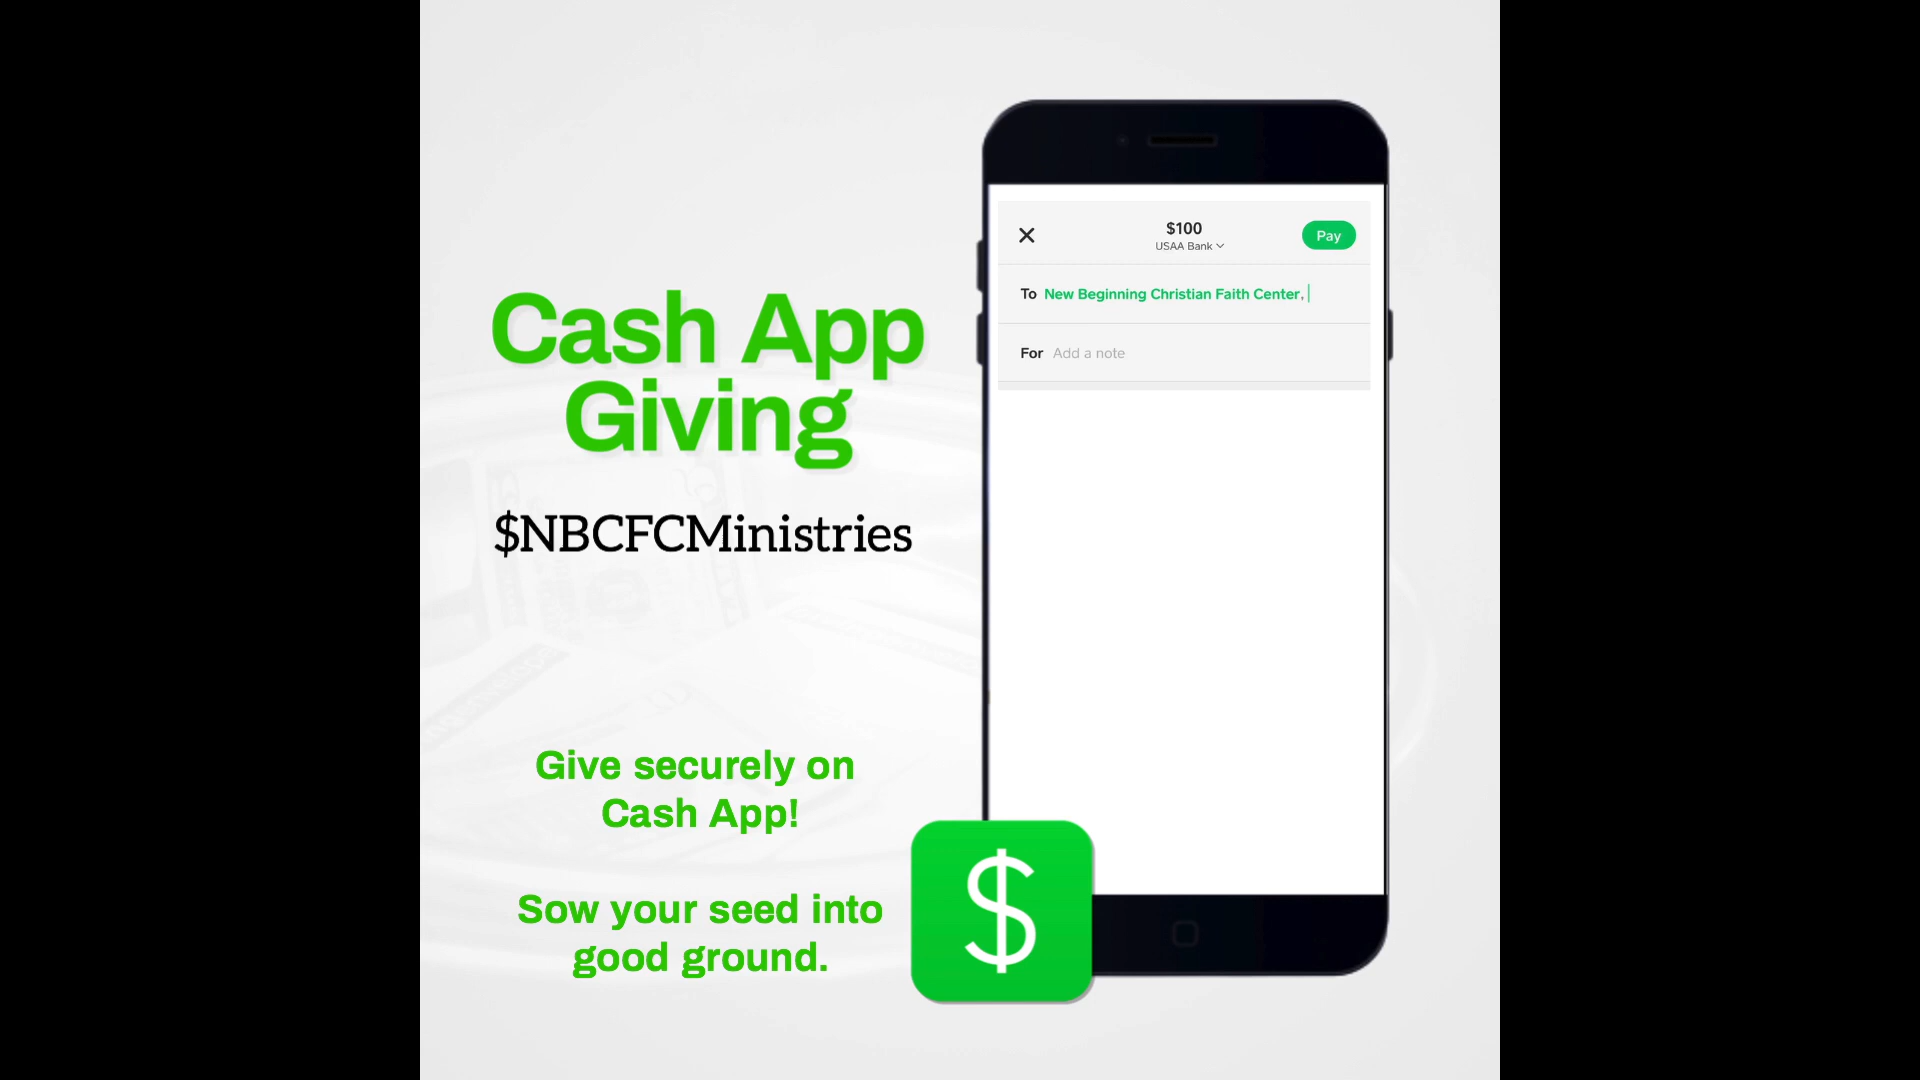 Cash App
Giving
$NBCFCMinistries
Give securely on
Cash App!
Sow your seed into
good ground.
$100
USAA Bank
Pay
To New Beginning Christian Faith Center,
For Add a note
$